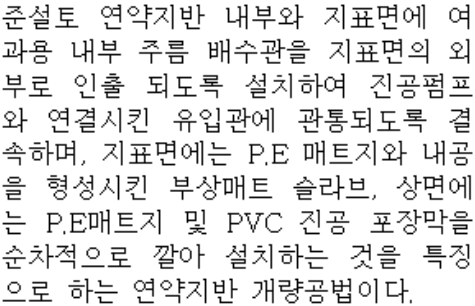 준설토 연약지반 내부와 지표면에 여
과용 내부 주름 배수관을 지표면의 외
부로 인출 되도록 설치하여 진공펌프
와 연결시킨 유입관에 관통되도록 결
속하며, 지표면에는 P.E 매트지와 내공
을 형성시킨 부상매트 슬라브, 상면에
는 P.E매트지 및 PVC 진공 포장막을
순차적으로 깔아 설치하는 것을 특징
으로 하는 연약지반 개량공법이다.